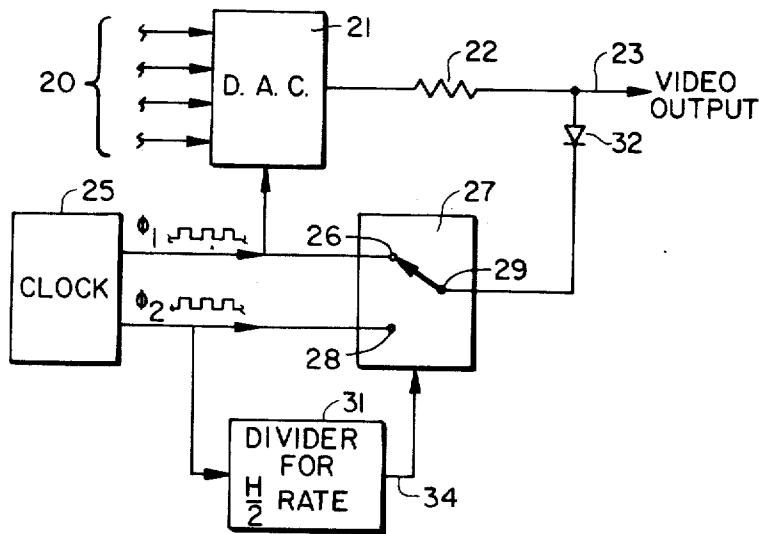 21
22
23
20
D. A. C.
VIDEO
OUTPUT
32
25
27
ϕ1
26
29
CLOCK
ϕ2
28
31
DIVIDER
FOR
H/2 RATE
34